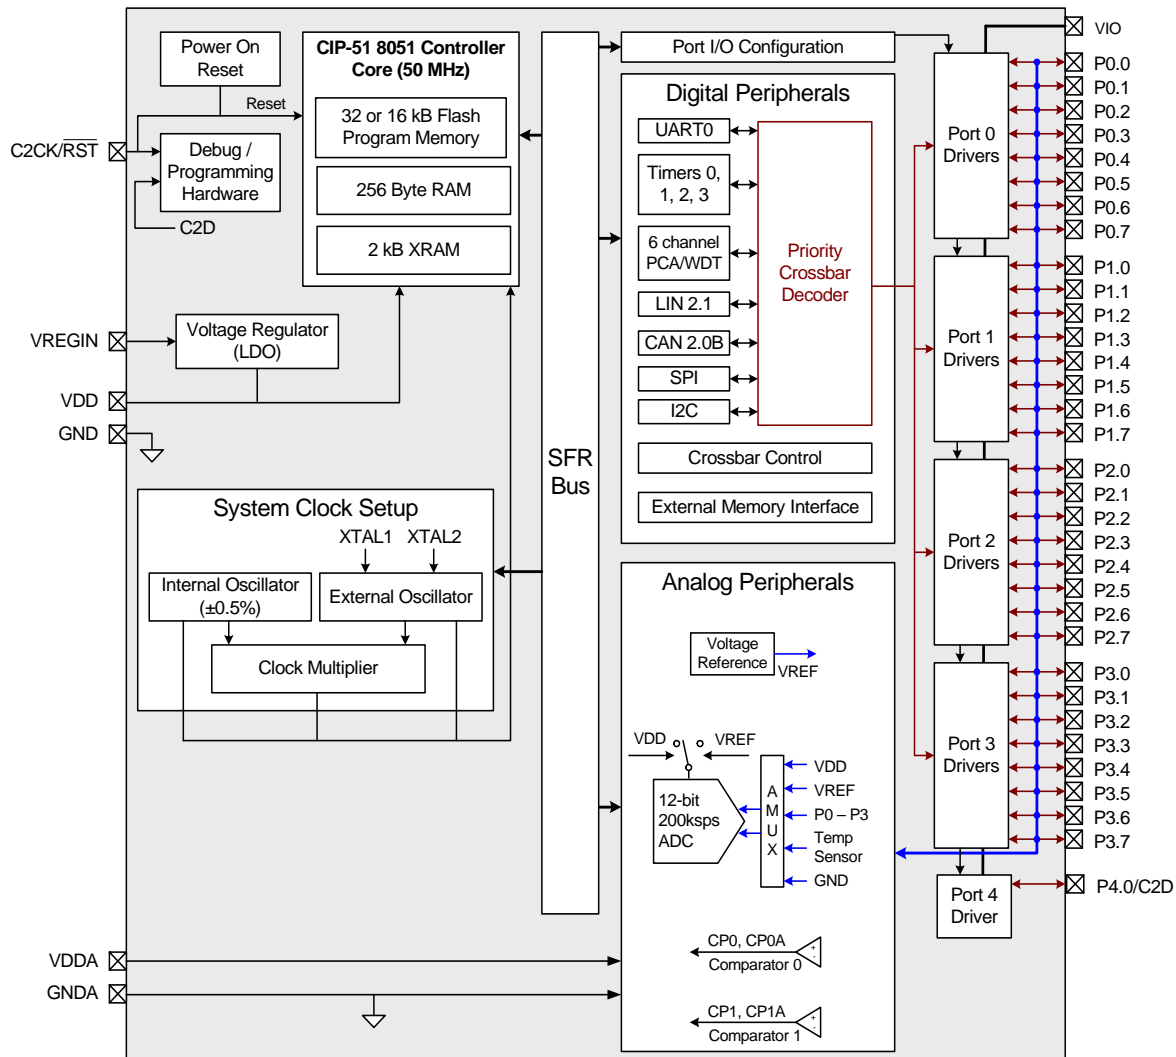 Power On
Reset
Reset
C2CK/RST
Debug /
Programming
Hardware
C2D
CIP-51 8051 Controller
Core (50 MHz)
32 or 16 kB Flash
Program Memory
256 Byte RAM
2 kB XRAM
VREGIN
Voltage Regulator
(LDO)
VDD
GND
System Clock Setup
XTAL1
XTAL2
Internal Oscillator
(±0.5%)
External Oscillator
Clock Multiplier
VDDA
GNDA
SFR
Bus
Port I/O Configuration
Digital Peripherals
UART0
Timers 0,
1, 2, 3
6 channel
PCA/WDT
LIN 2.1
CAN 2.0B
SPI
I2C
Priority
Crossbar
Decoder
Crossbar Control
External Memory Interface
Analog Peripherals
Voltage
Reference
VREF
VDD
VREF
12-bit
200ksps
ADC
A
M
U
X
VDD
VREF
P0 – P3
Temp
Sensor
GND
CP0, CP0A
+
-
Comparator 0
CP1, CP1A
+
-
Comparator 1
Port 0
Drivers
Port 1
Drivers
Port 2
Drivers
Port 3
Drivers
Port 4
Driver
VIO
P0.0
P0.1
P0.2
P0.3
P0.4
P0.5
P0.6
P0.7
P1.0
P1.1
P1.2
P1.3
P1.4
P1.5
P1.6
P1.7
P2.0
P2.1
P2.2
P2.3
P2.4
P2.5
P2.6
P2.7
P3.0
P3.1
P3.2
P3.3
P3.4
P3.5
P3.6
P3.7
P4.0/C2D